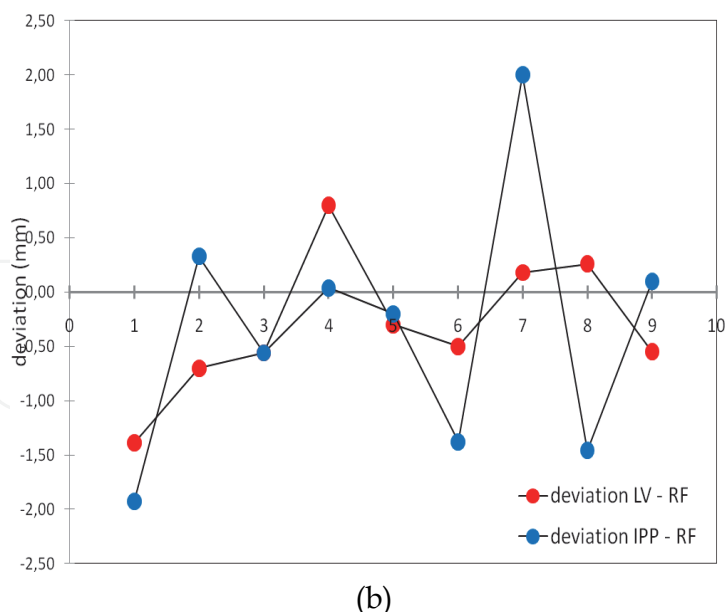 2,50
2,00
1,50
1,00
0,50
0,00
-0,50
-1,00
-1,50
-2,00
-2,50
deviation (mm)
0 1 2 3 4 5 6 7 8 9 10
deviation LV - RF
deviation IPP - RF
(b)